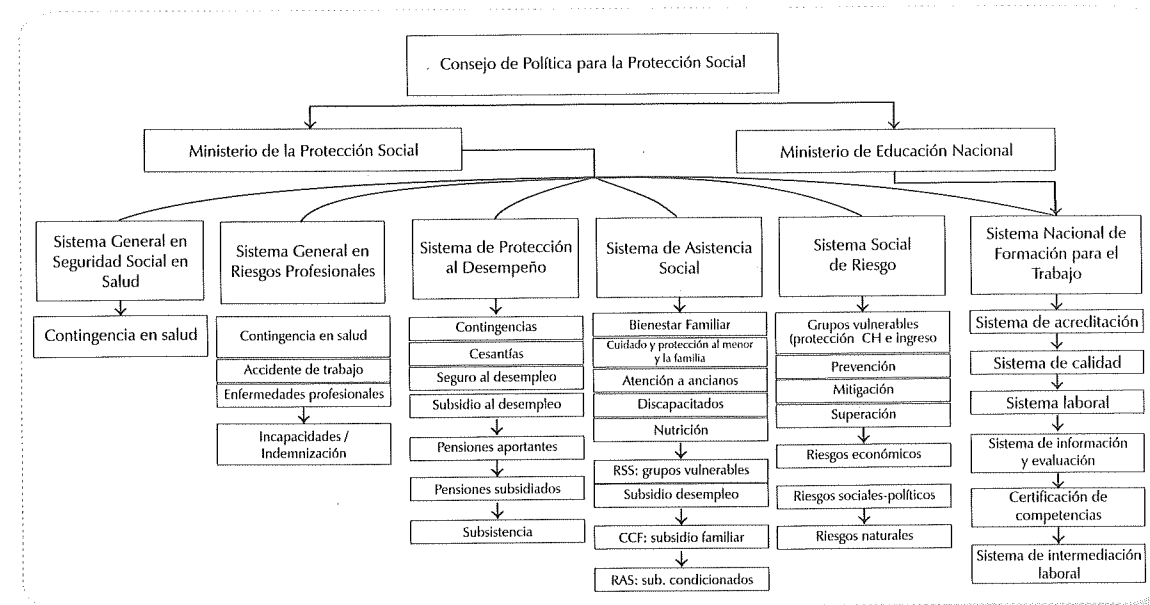 Consejo de Política para la Protección Social
Ministerio de la Protección Social
Ministerio de Educación Nacional
Sistema General en
Seguridad Social en
Salud
Contingencia en salud
Sistema General en
Riesgos Profesionales
Contingencia en salud
Accidente de trabajo
Enfermedades profesionales
Incapacidades /
Indemnización
Sistema de Protección
al Desempeño
Contingencias
Cesantías
Seguro al desempleo
Subsidio al desempleo
Pensiones aportantes
Pensiones subsidiados
Subsistencia
Sistema de Asistencia
Social
Bienestar Familiar
Cuidado y protección al menor
y la familia
Atención a ancianos
Discapacitados
Nutrición
RSS: grupos vulnerables
Subsidio desempleo
CCF: subsidio familiar
RAS: sub. condicionados
Sistema Social
de Riesgo
Grupos vulnerables
(protección CH e Ingreso
Prevención
Mitigación
Superación
Riesgos económicos
Riesgos sociales-políticos
Riesgos naturales
Sistema Nacional de
Formación para el
Trabajo
Sistema de acreditación
Sistema de calidad
Sistema laboral
Sistema de información
y evaluación
Certificación de
competencias
Sistema de intermediación
laboral